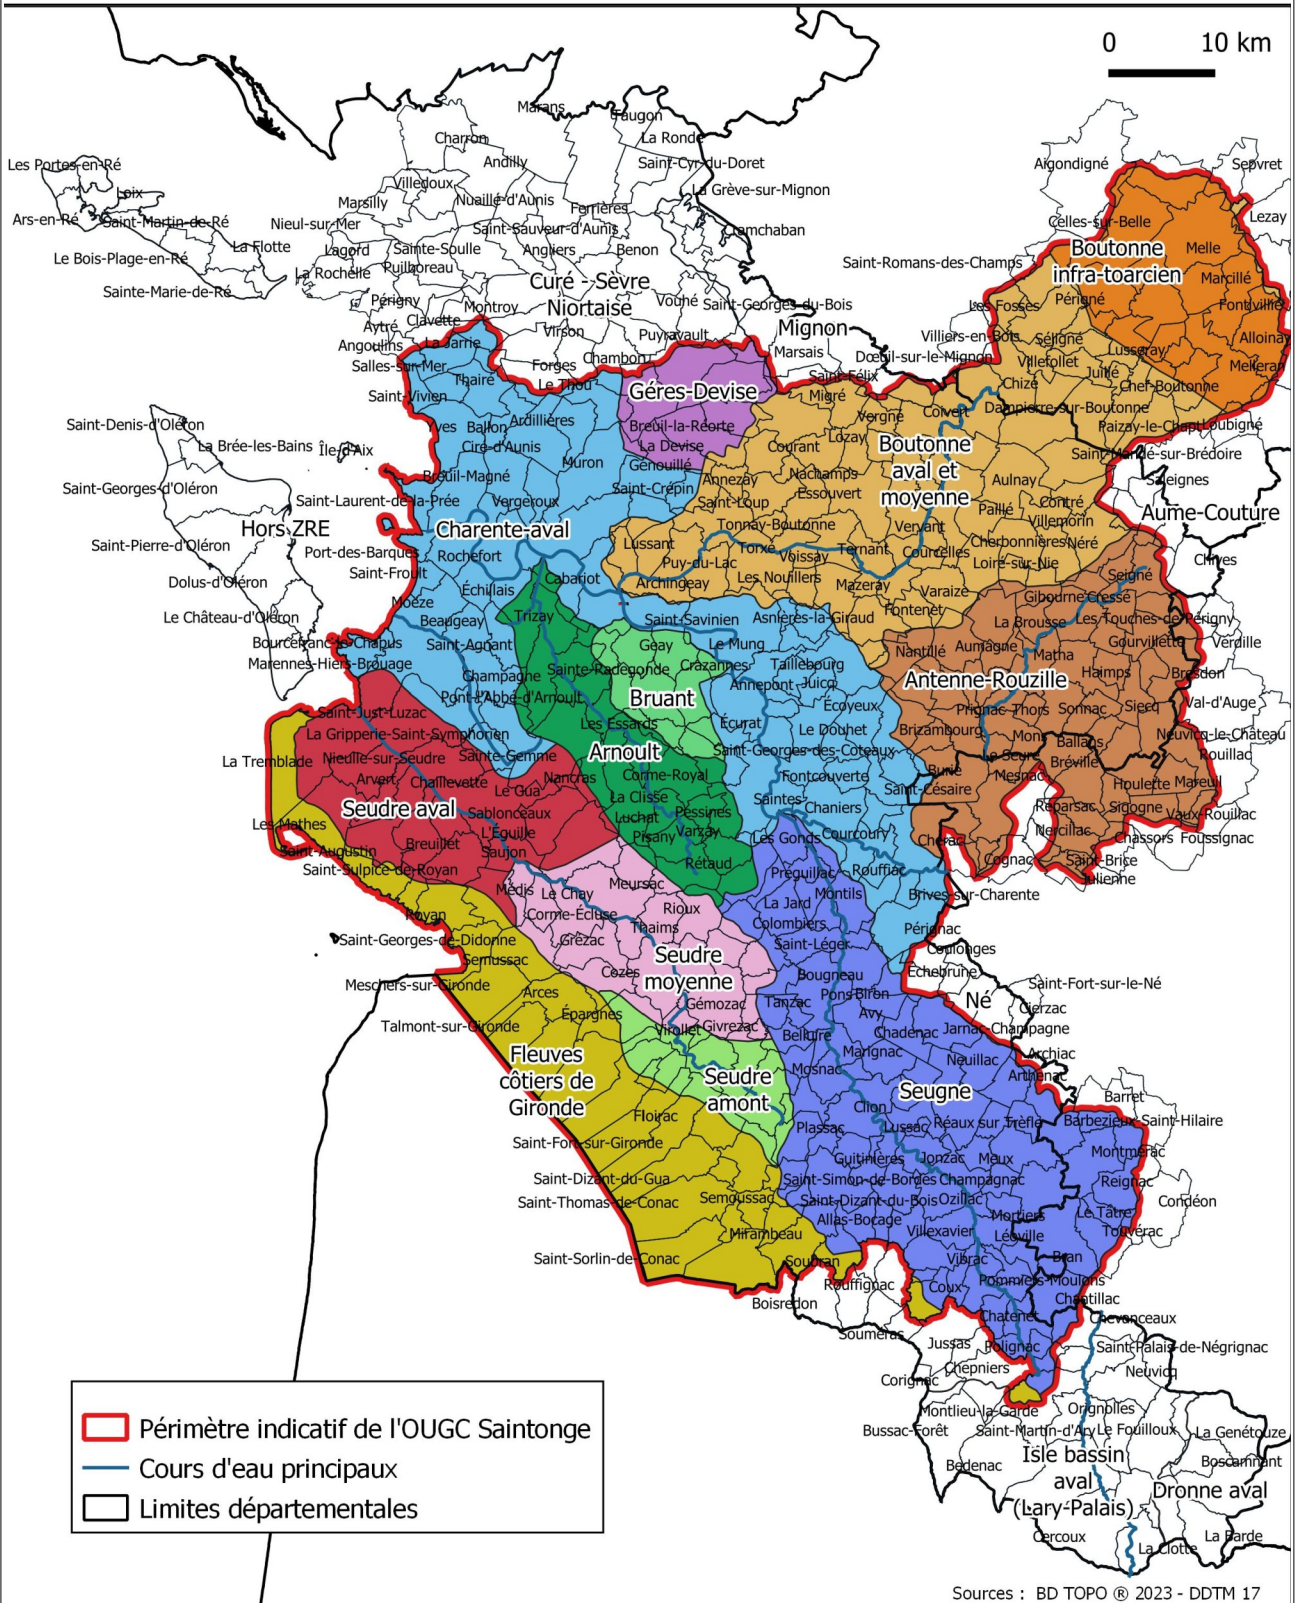 0 10 km
Marans
Taugon
Charron
La Ronde
Andilly
Saint-Cyr-du-Doret
Les Portes-en-Ré
Aigondigné
Sepvret
Loix
Villedoux
La Grève-sur-Mignon
Marsilly
Nuaillé-d'Aunis
Ferrières
Ars-en-Ré
Saint-Martin-de-Ré
Nieul-sur-Mer
Saint-Sauveur-d'Aunis
Cramchaban
Celles-sur-Belle
Lezay
La Flotte
Lagord
Sainte-Soulle
Angliers
Benon
Boutonne
infra-toarcien
Melle
Le Bois-Plage-en-Ré
La Rochelle
Puilboreau
Saint-Romans-des-Champs
Marcillé
Curé - Sèvre
Niortaise
Sainte-Marie-de-Ré
Périgny
Montroy
Vouhé
Saint-Georges-du-Bois
Les Fosses
Périgné
Fontivillié
Aytré
Clavette
Virson
Puyravault
Mignon
Villiers-en-Bois
Séligné
Alloinay
Angoulins
La Jarrie
Marsais
Dœuil-sur-le-Mignon
Villefollet
Lusseray
Salles-sur-Mer
Forges
Chambon
Saint-Félix
Juillé
Melleran
Thairé
Le Thou
Géres-Devise
Migré
Chizé
Chef-Boutonne
Saint-Vivien
Vergné
Coivert
Dampierre-sur-Boutonne
Saint-Denis-d'Oléron
Yves
Ballon
Ardillières
Breuil-la-Réorte
Lozay
Paizay-le-Chapt
Loubigné
La Brée-les-Bains
Île-d'Aix
Ciré-d'Aunis
La Devise
Courant
Boutonne
aval et
moyenne
Saint-Mandé-sur-Brédoire
Muron
Genouillé
Breuil-Magné
Nachamps
Annezay
Aulnay
Saleignes
Saint-Georges-d'Oléron
Saint-Crépin
Essouvert
Saint-Laurent-de-la-Prée
Vergeroux
Saint-Loup
Contré
Paillé
Aume-Couture
Hors ZRE
Charente-aval
Tonnay-Boutonne
Vervant
Villemorin
Saint-Pierre-d'Oléron
Port-des-Barques
Rochefort
Lussant
Torxé
Voissay
Ternant
Courcelles
Cherbonnières
Néré
Chives
Saint-Froult
Puy-du-Lac
Loiré-sur-Nie
Dolus-d'Oléron
Échillais
Cabariot
Archingeay
Les Nouillers
Mazeray
Varaize
Seigné
Moëze
Gibourne
Cressé
Le Château-d'Oléron
Beaugeay
Trizay
Saint-Savinien
Asnières-la-Giraud
Fontenet
La Brousse
Les Touches-de-Périgny
Bourcefranc-le-Chapus
Saint-Agnant
Geay
Le Mung
Nantillé
Aumagne
Gourvillette
Verdille
Marennes-Hiers-Brouage
Sainte-Radegonde
Crazannes
Taillebourg
Matha
Champagne
Annepont
Juicq
Antenne-Rouzille
Haimps
Bresdon
Pont-l'Abbé-d'Arnoult
Bruant
Écoyeux
Prignac
Thors
Sonnac
Siecq
Val-d'Auge
Saint-Just-Luzac
Les Essards
Écurat
Le Douhet
Brizambourg
Mons
Ballans
Neuvicq-le-Château
La Gripperie-Saint-Symphorien
Arnoult
Saint-Georges-des-Coteaux
Le Seure
Rouillac
La Tremblade
Nieulle-sur-Seudre
Sainte-Gemme
Nancras
Corme-Royal
Fontcouverte
Burie
Mesnac
Bréville
Arvert
Chaillevette
Le Gua
La Clisse
Saintes
Saint-Césaire
Houlette
Mareuil
Seudre aval
Sablonceaux
Luchat
Pessines
Chaniers
Réparsac
Sigogne
Vaux-Rouillac
Les Mathes
L'Éguille
Pisany
Varzay
Les Gonds
Courcoury
Chérac
Nercillac
Chassors
Foussignac
Saint-Augustin
Breuillet
Saujon
Rétaud
Cognac
Saint-Brice
Saint-Sulpice-de-Royan
Préguillac
Rouffiac
Julienne
Médis
Le Chay
Meursac
La Jard
Montils
Brives-sur-Charente
Royan
Corme-Écluse
Rioux
Colombiers
Thaims
Pérignac
Saint-Georges-de-Didonne
Grézac
Saint-Léger
Coulonges
Semussac
Seudre
moyenne
Echebrune
Meschers-sur-Gironde
Cozes
Bougneau
Né
Saint-Fort-sur-le-Né
Arces
Gémozac
Tanzac
Pons
Biron
Cierzac
Épargnes
Avy
Talmont-sur-Gironde
Virollet
Givrezac
Belluire
Chadenac
Jarnac-Champagne
Fleuves
côtiers de
Gironde
Marignac
Neuillac
Archiac
Seudre
amont
Mosnac
Arthenac
Seugne
Barret
Floirac
Clion
Plassac
Lussac
Réaux sur Trèfle
Barbezieux-Saint-Hilaire
Saint-Fort-sur-Gironde
Guitinières
Jonzac
Meux
Montmérac
Saint-Dizant-du-Gua
Saint-Simon-de-Bordes
Champagnac
Reignac
Saint-Thomas-de-Conac
Semoussac
Saint-Dizant-du-Bois
Ozillac
Condéon
Allas-Bocage
Mortiers
Le Tâtre
Mirambeau
Villexavier
Léoville
Touvérac
Saint-Sorlin-de-Conac
Soubran
Vibrac
Bran
Rouffignac
Coux
Pommiers-Moulons
Boisredon
Chantillac
Chatenet
Chevanceaux
Souméras
Jussas
Polignac
Saint-Palais-de-Négrignac
Chepniers
Neuvicq
Corignac
Montlieu-la-Garde
Orignolles
Bussac-Forêt
Saint-Martin-d'Ary
Le Fouilloux
La Genétouze
Bedenac
Isle bassin
aval
(Lary-Palais)
Boscamnant
Dronne aval
Cercoux
La Clotte
La Barde
Périmètre indicatif de l'OUGC Saintonge
Cours d'eau principaux
Limites départementales
Sources : BD TOPO ® 2023 - DDTM 17